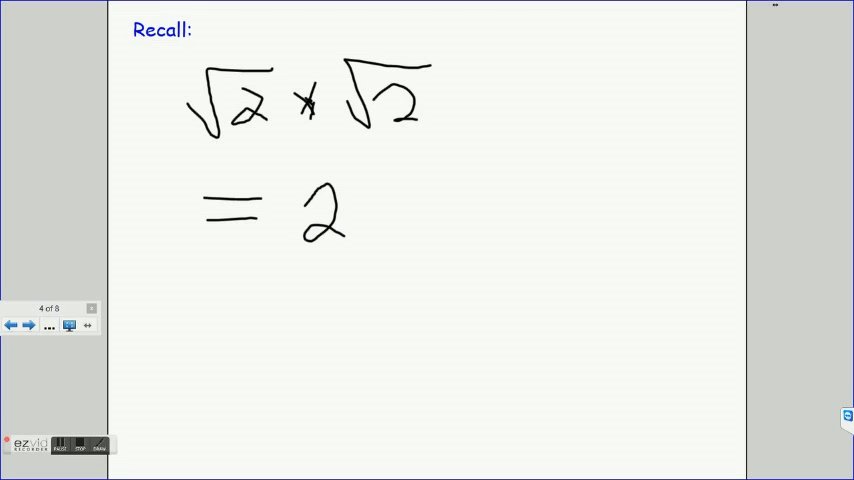 Recall:
√2 * √2
= 2
4 of 8
...
ezvid
RECORDER
PAUSE STOP DRAW